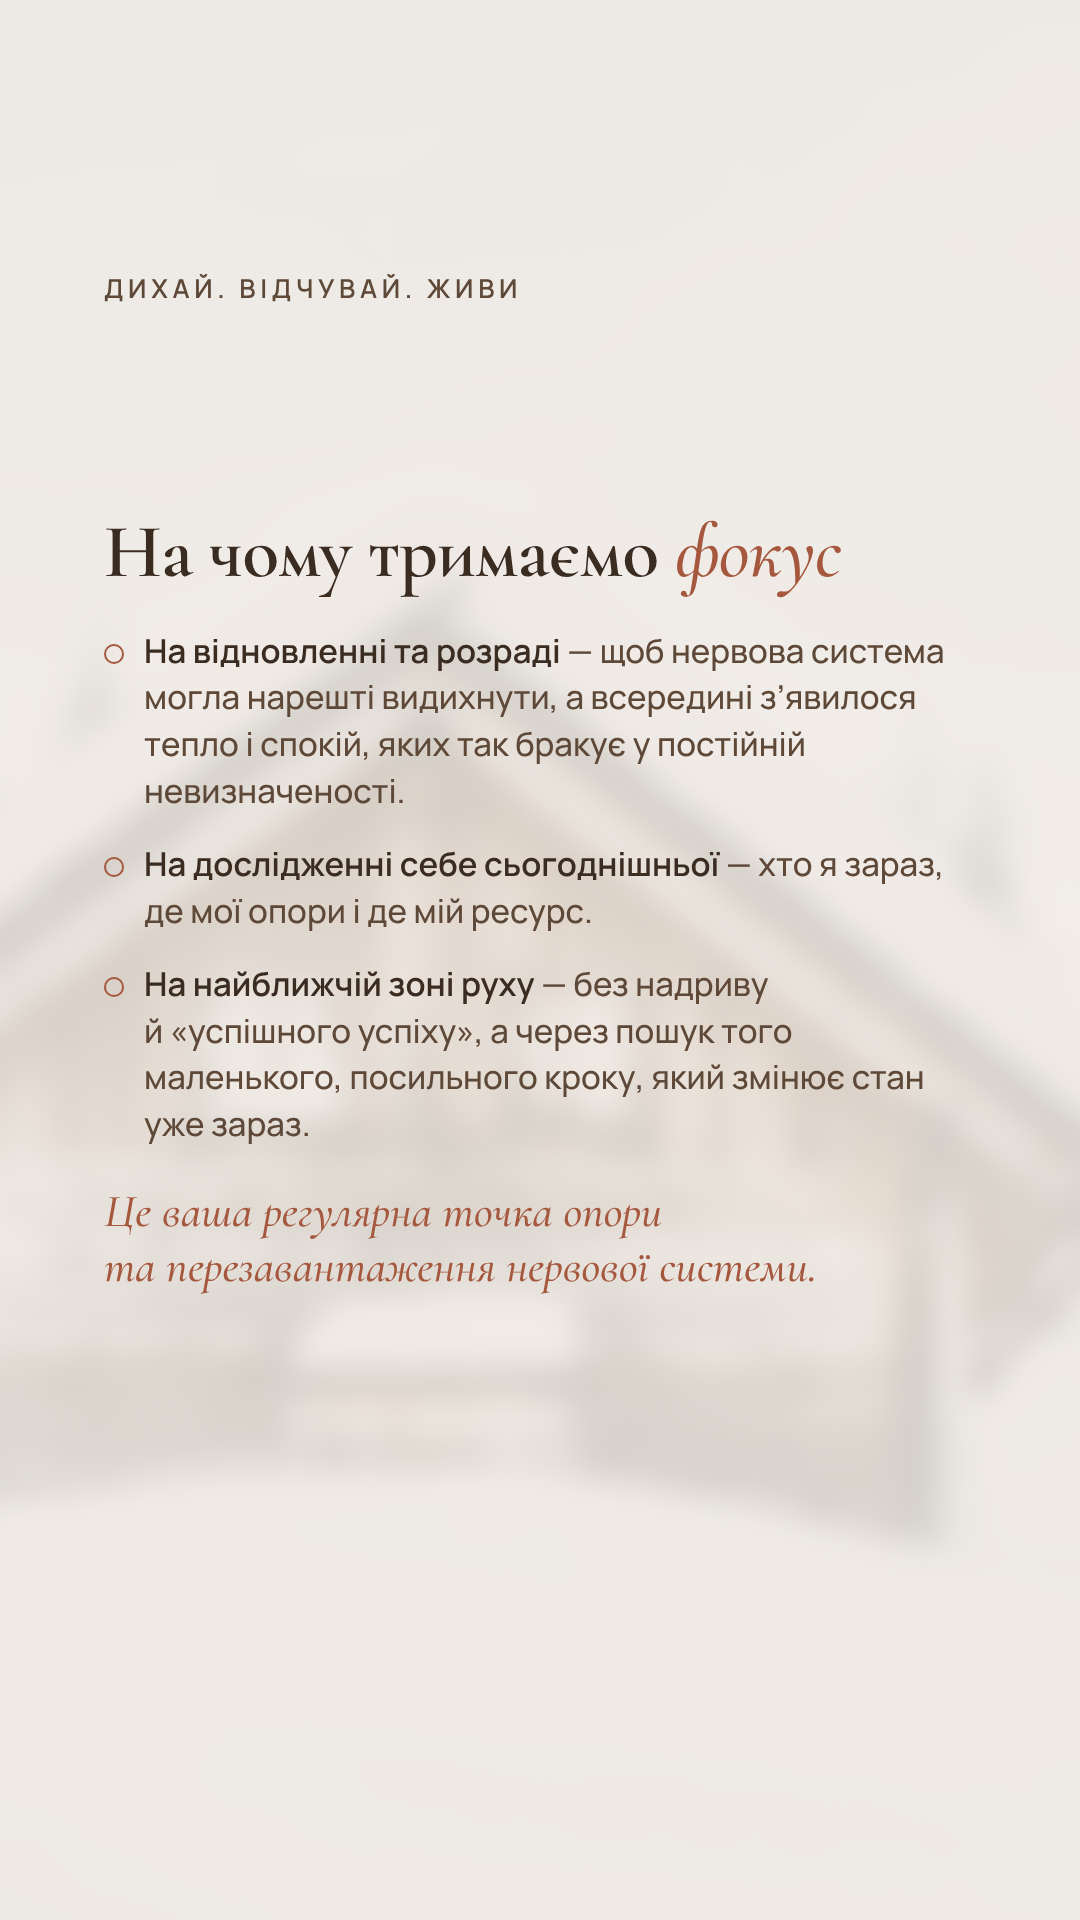 ДИХАЙ. ВІДЧУВАЙ. ЖИВИ
На чому тримаємо фокус
На відновленні та розраді — щоб нервова система
могла нарешті видихнути, а всередині з’явилося
тепло і спокій, яких так бракує у постійній
невизначеності.
На дослідженні себе сьогоднішньої — хто я зараз,
де мої опори і де мій ресурс.
На найближчій зоні руху — без надриву
й «успішного успіху», а через пошук того
маленького, посильного кроку, який змінює стан
уже зараз.
Це ваша регулярна точка опори
та перезавантаження нервової системи.